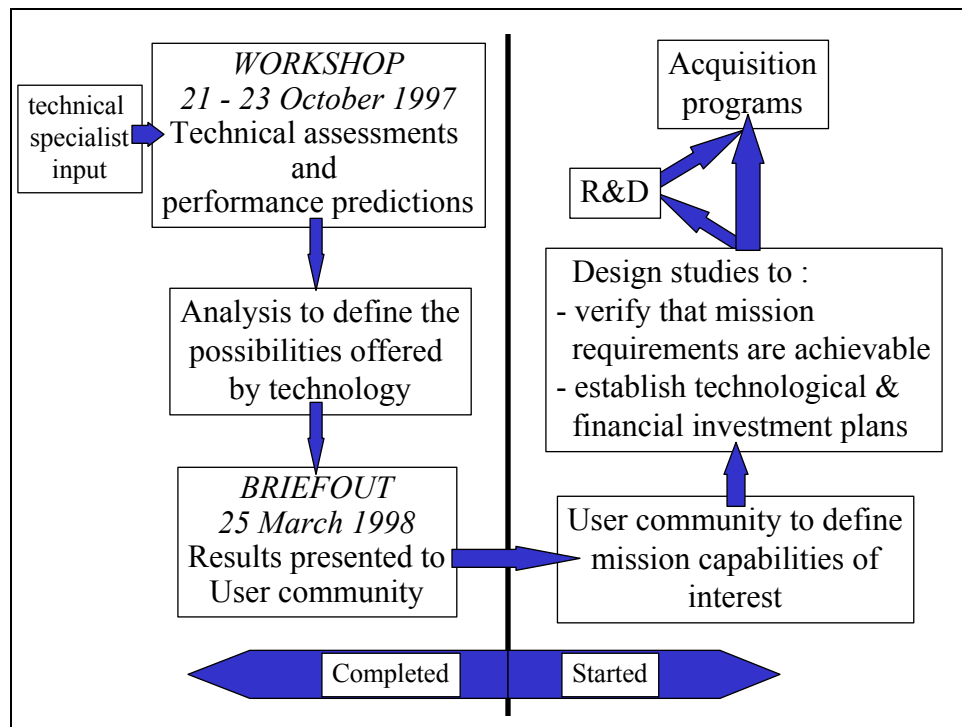 technical
specialist
input
WORKSHOP
21 - 23 October 1997
Technical assessments
and
performance predictions
Analysis to define the
possibilities offered
by technology
BRIEFOUT
25 March 1998
Results presented to
User community
Acquisition
programs
R&D
Design studies to :
- verify that mission
requirements are achievable
- establish technological &
financial investment plans
User community to define
mission capabilities of
interest
Completed
Started